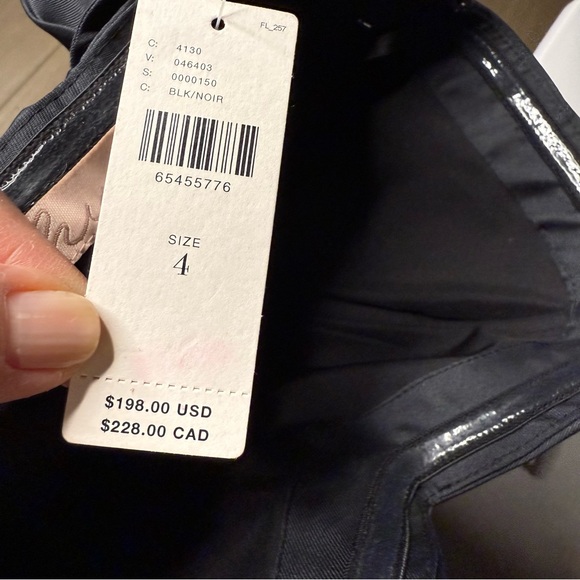 FL_257
C: 4130
V: 046403
S: 0000150
C: BLK/NOIR
65455776
SIZE
4
$198.00 USD
$228.00 CAD